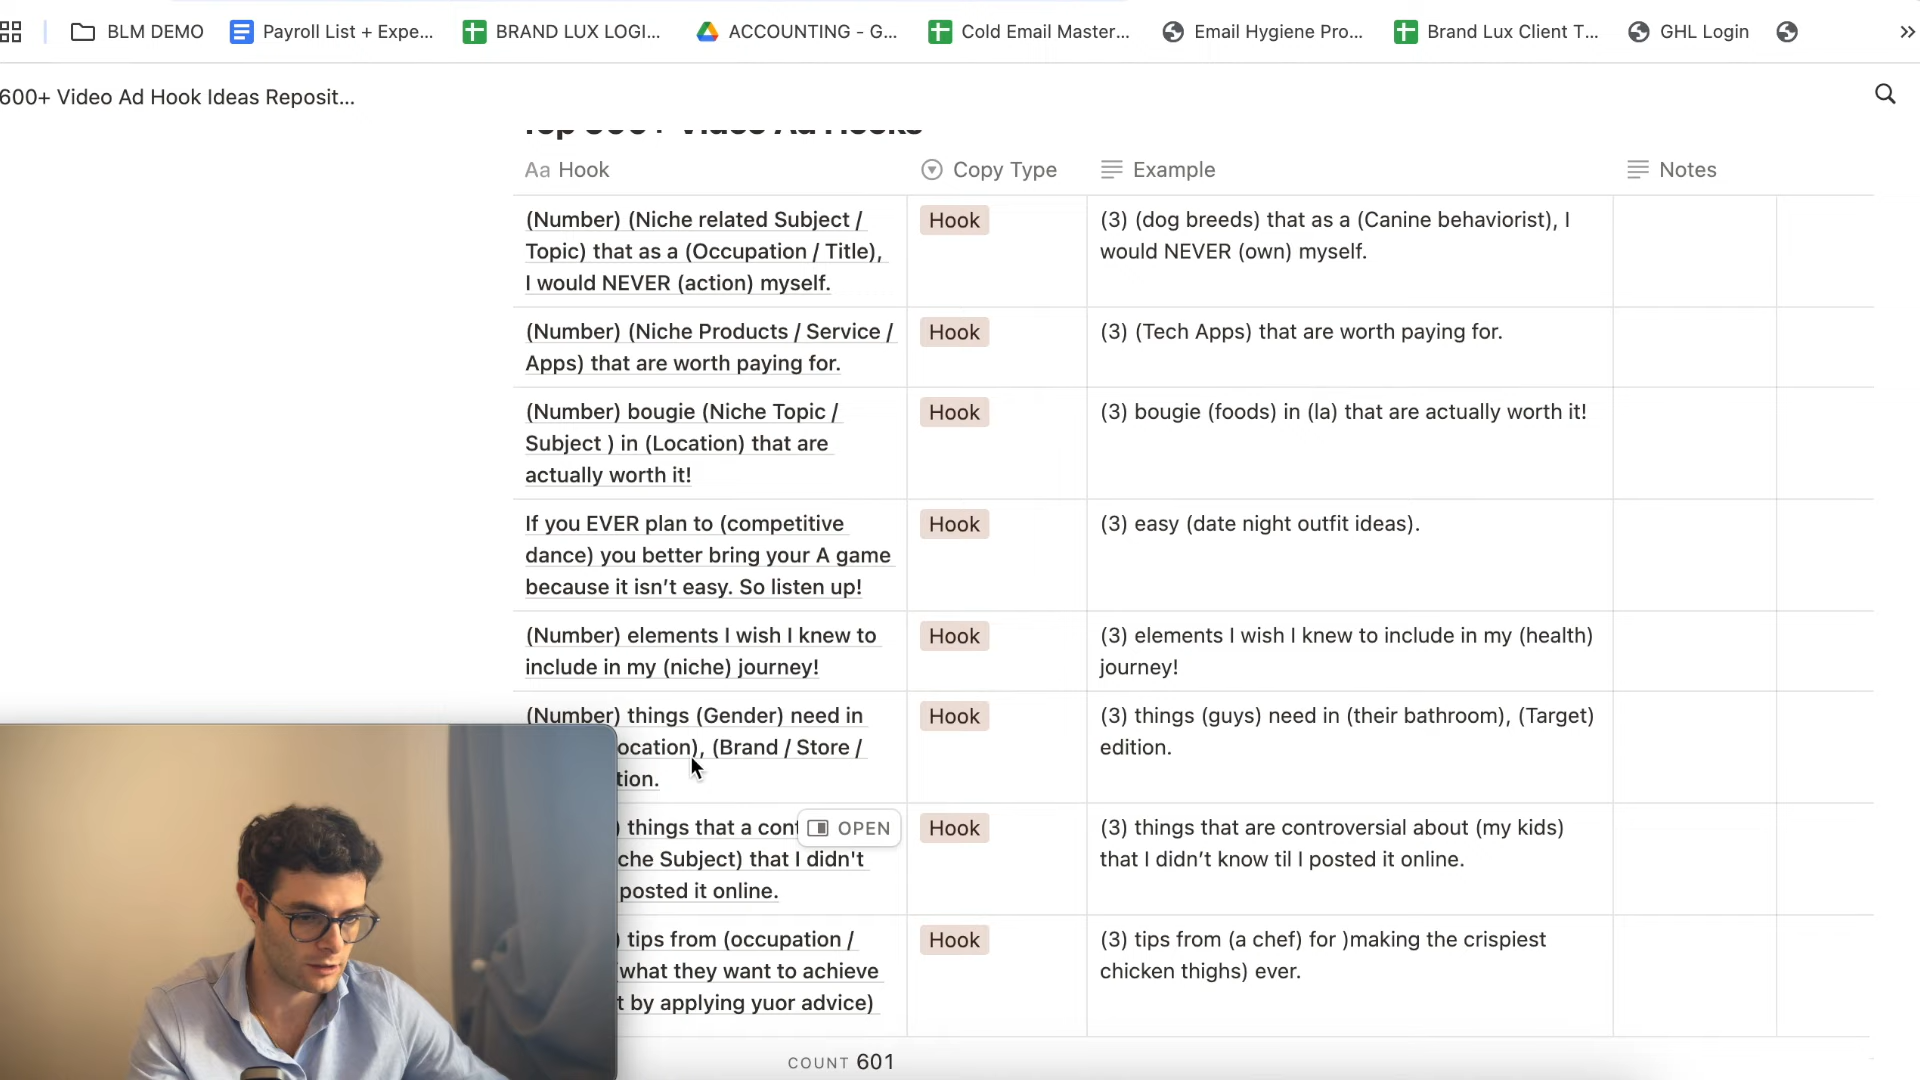 BLM DEMO
Payroll List + Expe...
BRAND LUX LOGI...
ACCOUNTING - G...
Cold Email Master...
Email Hygiene Pro...
Brand Lux Client T...
GHL Login
»
600+ Video Ad Hook Ideas Reposit...
Top 600+ Video Ad Hooks
Aa Hook
Copy Type
Example
Notes
(Number) (Niche related Subject /
Topic) that as a (Occupation / Title),
I would NEVER (action) myself.
Hook
(3) (dog breeds) that as a (Canine behaviorist), I
would NEVER (own) myself.
(Number) (Niche Products / Service /
Apps) that are worth paying for.
Hook
(3) (Tech Apps) that are worth paying for.
(Number) bougie (Niche Topic /
Subject ) in (Location) that are
actually worth it!
Hook
(3) bougie (foods) in (la) that are actually worth it!
If you EVER plan to (competitive
dance) you better bring your A game
because it isn’t easy. So listen up!
Hook
(3) easy (date night outfit ideas).
(Number) elements I wish I knew to
include in my (niche) journey!
Hook
(3) elements I wish I knew to include in my (health)
journey!
(Number) things (Gender) need in
ocation), (Brand / Store /
tion.
Hook
(3) things (guys) need in (their bathroom), (Target)
edition.
) things that a cont
che Subject) that I didn't
posted it online.
OPEN
Hook
(3) things that are controversial about (my kids)
that I didn’t know til I posted it online.
) tips from (occupation /
(what they want to achieve
t by applying yuor advice)
Hook
(3) tips from (a chef) for )making the crispiest
chicken thighs) ever.
COUNT 601